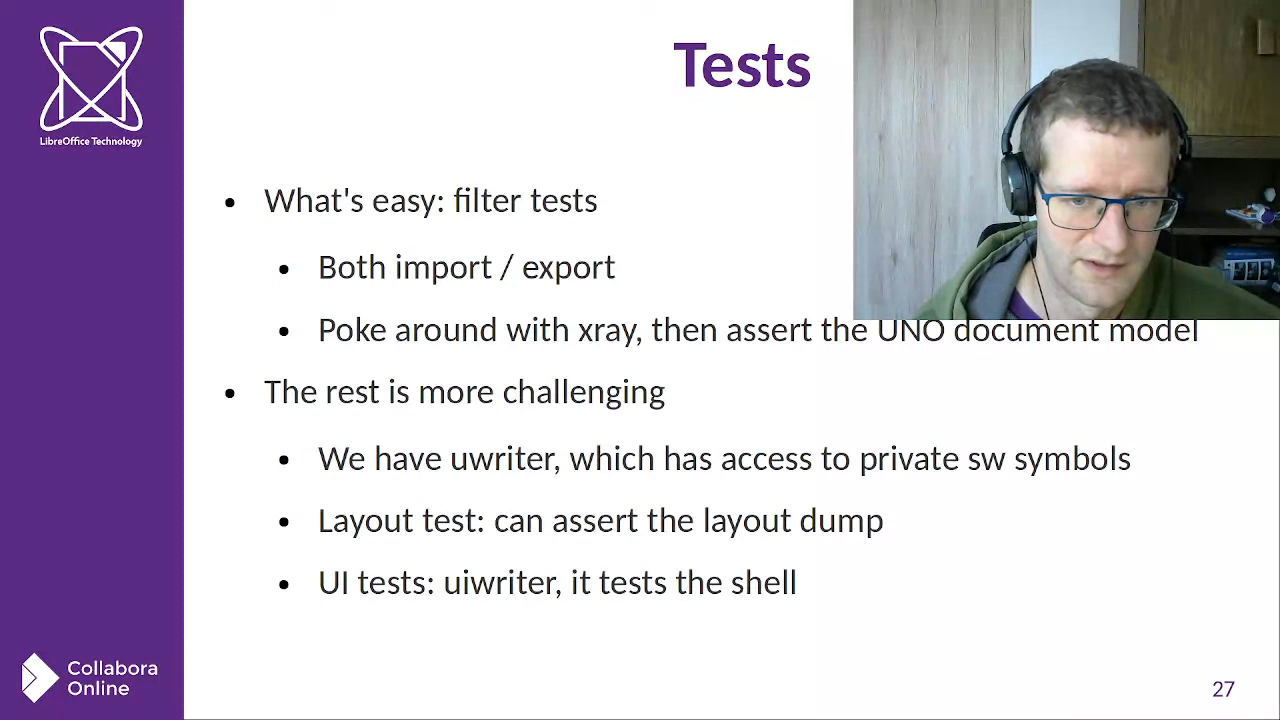 Tests
LibreOffice Technology
What's easy: filter tests
Both import / export
Poke around with xray, then assert the UNO document model
The rest is more challenging
We have uwriter, which has access to private sw symbols
Layout test: can assert the layout dump
UI tests: uiwriter, it tests the shell
Collabora
Online
27